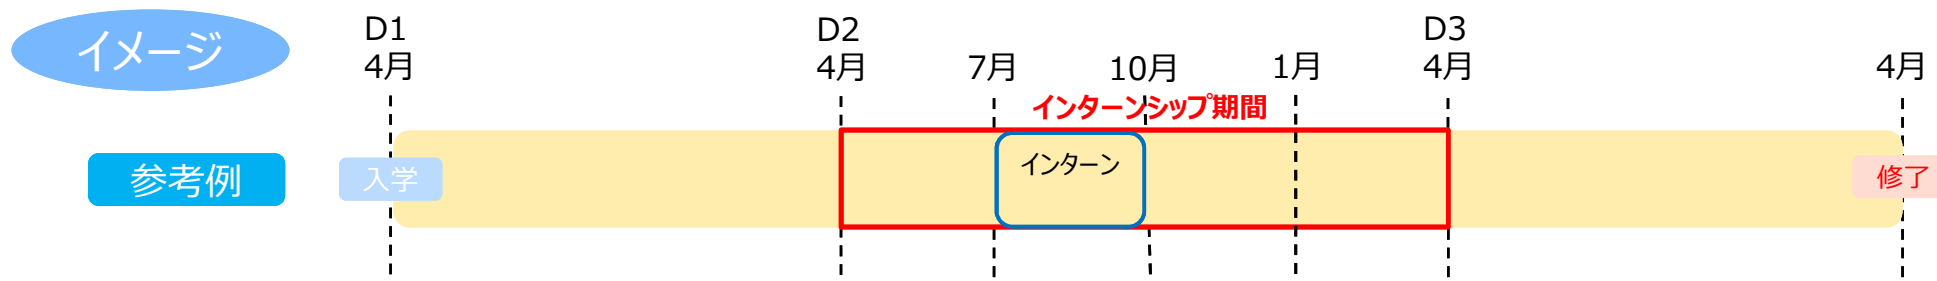 イメージ
D1
4月
D2
4月
7月
10月
1月
D3
4月
4月
インターンシップ期間
参考例
入学
インターン
修了